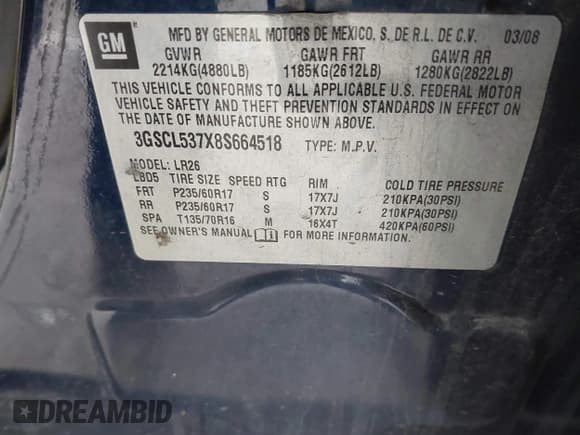 GM
MFD BY GENERAL MOTORS DE MEXICO, S. DE R.L. DE C.V. 03/08
GVWR GAWR FRT GAWR RR
2214KG(4880LB) 1185KG(2612LB) 1280KG(2822LB)
THIS VEHICLE CONFORMS TO ALL APPLICABLE U.S. FEDERAL MOTOR
VEHICLE SAFETY AND THEFT PREVENTION STANDARDS IN EFFECT ON
THE DATE OF MANUFACTURE SHOWN ABOVE.
3GSCL537X8S664518 TYPE: M.P.V.
MODEL: LR26
LBD5 TIRE SIZE SPEED RTG RIM COLD TIRE PRESSURE
FRT P235/60R17 S 17X7J 210KPA(30PSI)
RR P235/60R17 S 17X7J 210KPA(30PSI)
SPA T135/70R16 M 16X4T 420KPA(60PSI)
SEE OWNER'S MANUAL FOR MORE INFORMATION.
DREAMBID